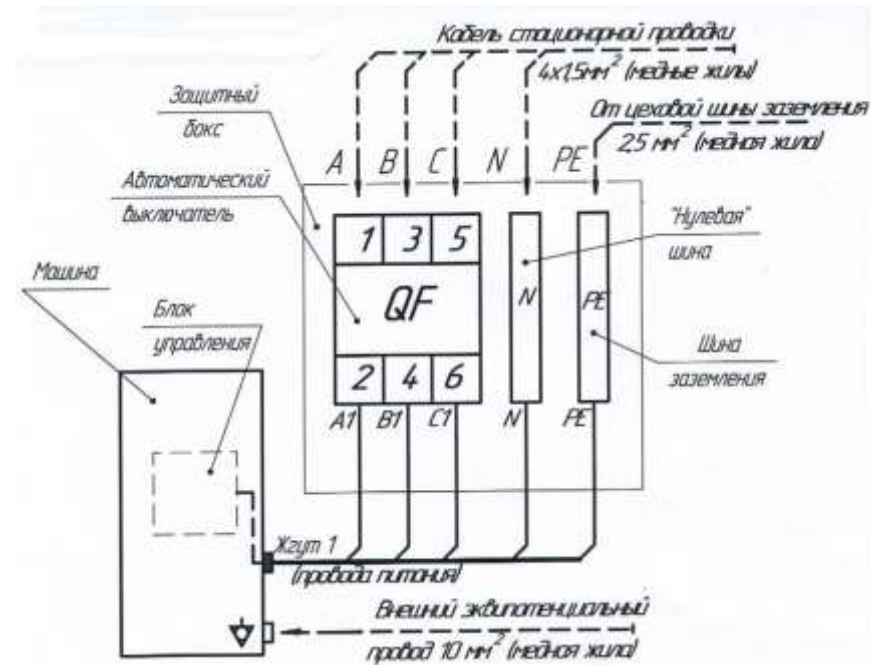 Кабель стационарной проводки
4х1,5мм² (медные жилы)
Защитный
бокс
От цеховой шины заземления
2,5 мм² (медная жила)
A B C N PE
Автоматический
выключатель
"Нулевая"
шина
1 3 5
Машина
QF
N
PE
Блок
управления
Шина
заземления
2 4 6
A1 B1 C1 N PE
Жгут 1
(провода питания)
Внешний эквипотенциальный
провод 10 мм² (медная жила)